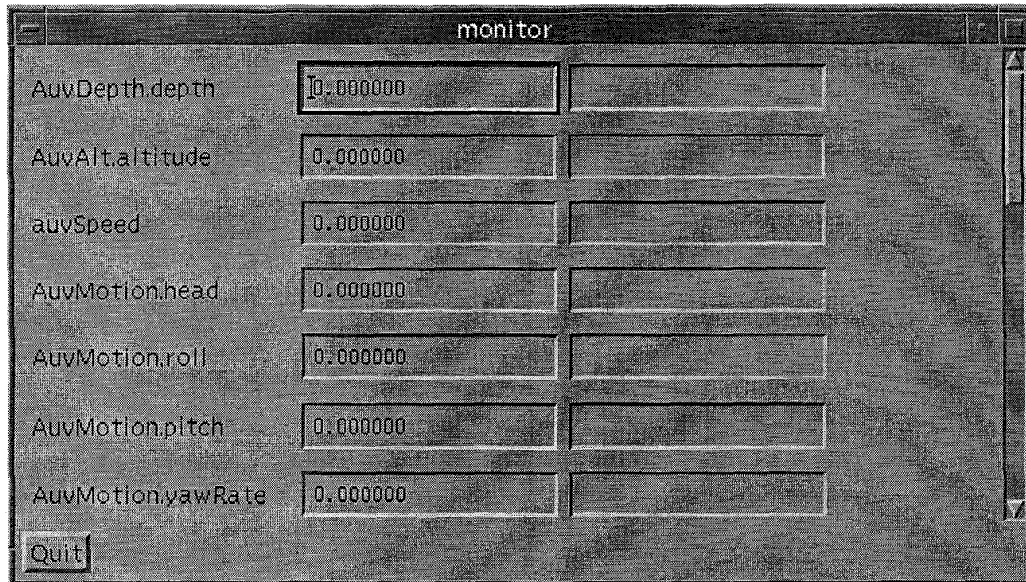 monitor
AuvDepth.depth 0.000000
AuvAlt.altitude 0.000000
auvSpeed 0.000000
AuvMotion.head 0.000000
AuvMotion.roll 0.000000
AuvMotion.pitch 0.000000
AuvMotion.yawRate 0.000000
Quit